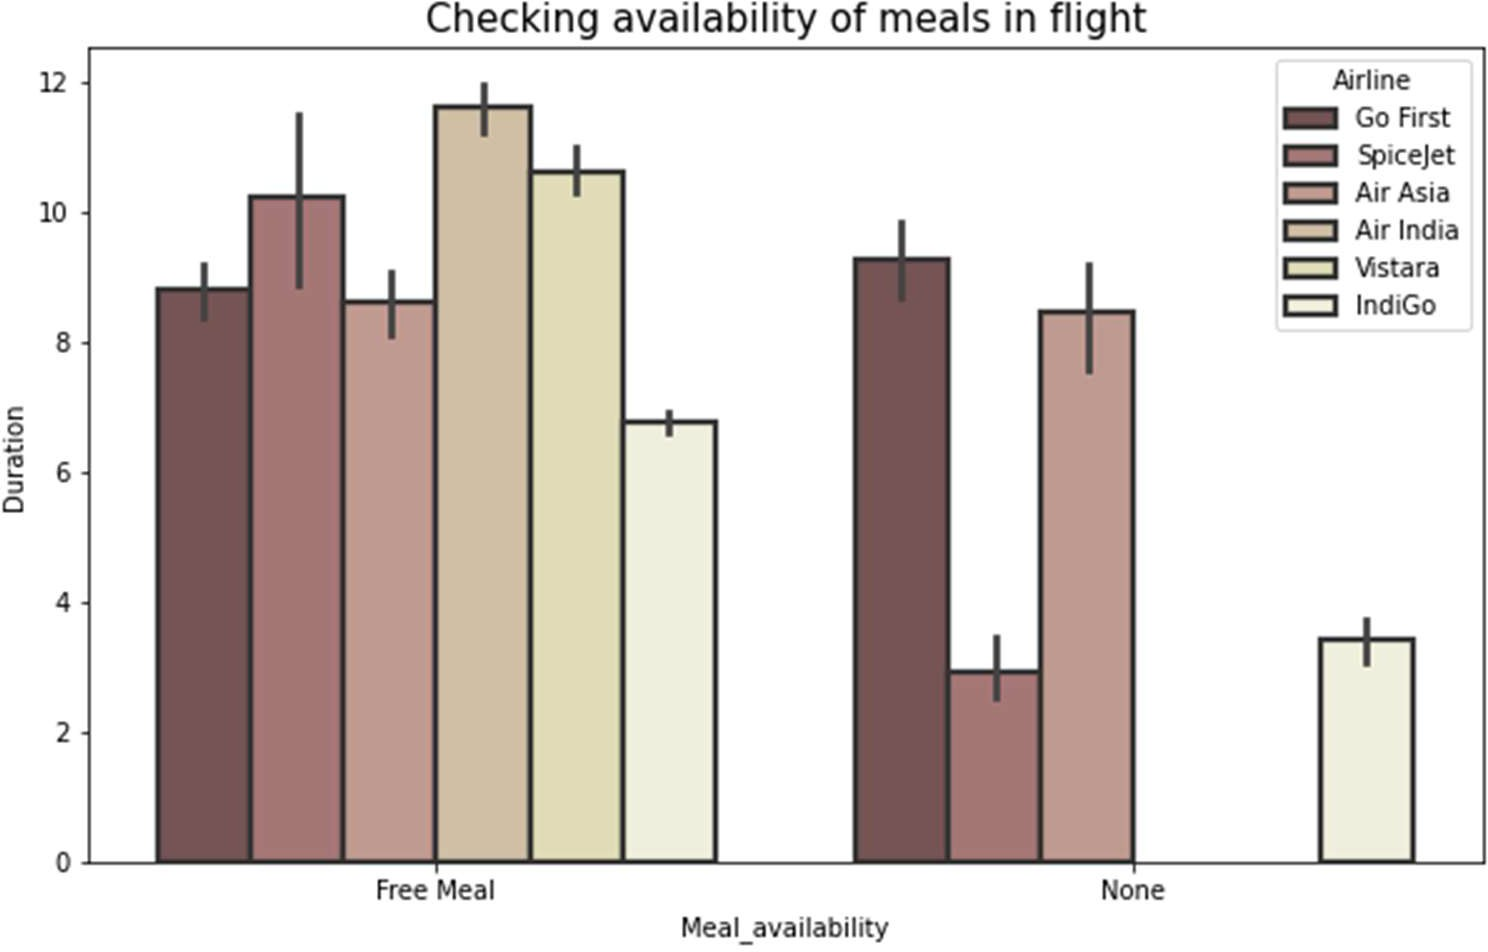 Checking availability of meals in flight
12
10
8
6
4
2
0
Duration
Airline
Go First
SpiceJet
Air Asia
Air India
Vistara
IndiGo
Free Meal
None
Meal_availability